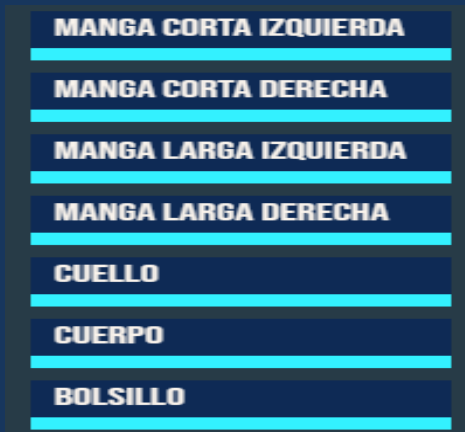 MANGA CORTA IZQUIERDA
MANGA CORTA DERECHA
MANGA LARGA IZQUIERDA
MANGA LARGA DERECHA
CUELLO
CUERPO
BOLSILLO